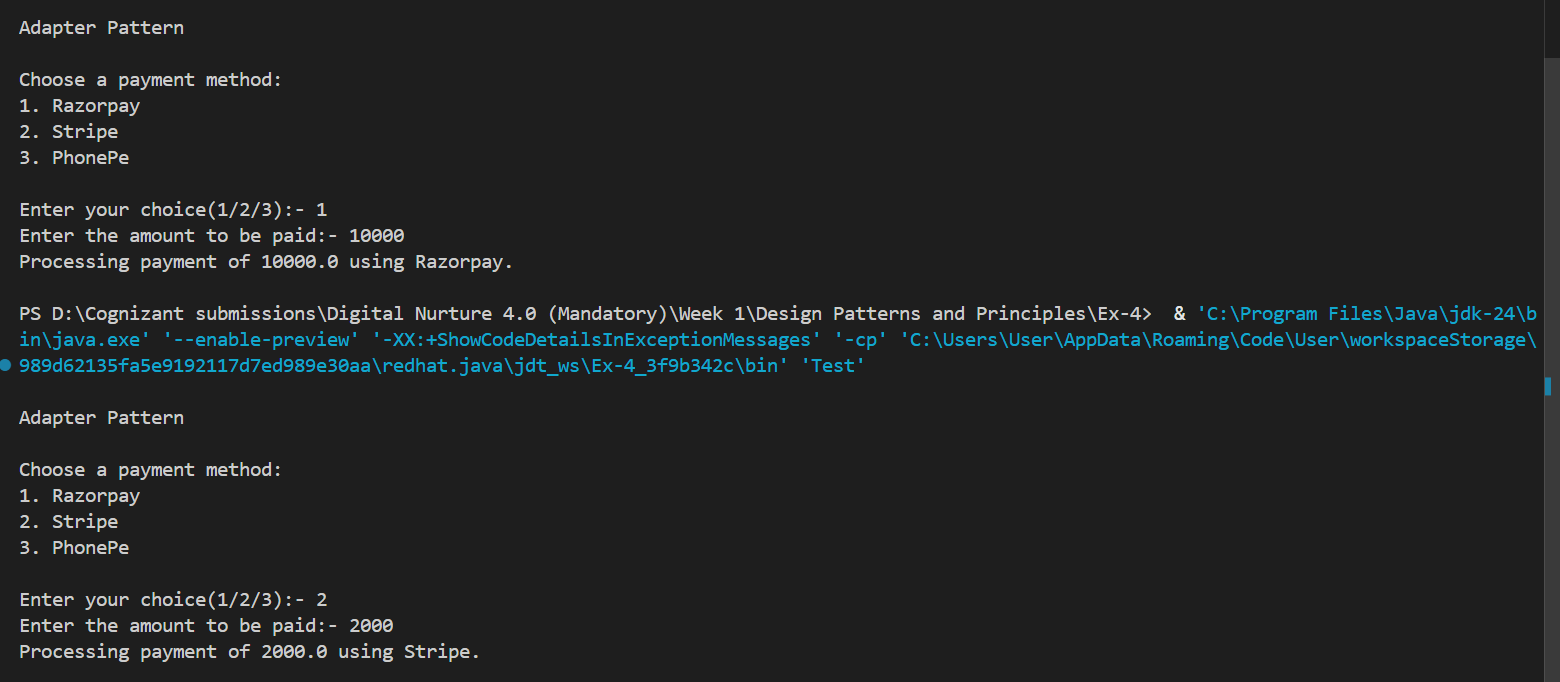 Adapter Pattern
Choose a payment method:
1. Razorpay
2. Stripe
3. PhonePe
Enter your choice(1/2/3):- 1
Enter the amount to be paid:- 10000
Processing payment of 10000.0 using Razorpay.
PS D:\Cognizant submissions\Digital Nurture 4.0 (Mandatory)\Week 1\Design Patterns and Principles\Ex-4>  & 'C:\Program Files\Java\jdk-24\b
in\java.exe' '--enable-preview' '-XX:+ShowCodeDetailsInExceptionMessages' '-cp' 'C:\Users\User\AppData\Roaming\Code\User\workspaceStorage\
989d62135fa5e9192117d7ed989e30aa\redhat.java\jdt_ws\Ex-4_3f9b342c\bin' 'Test'
Adapter Pattern
Choose a payment method:
1. Razorpay
2. Stripe
3. PhonePe
Enter your choice(1/2/3):- 2
Enter the amount to be paid:- 2000
Processing payment of 2000.0 using Stripe.